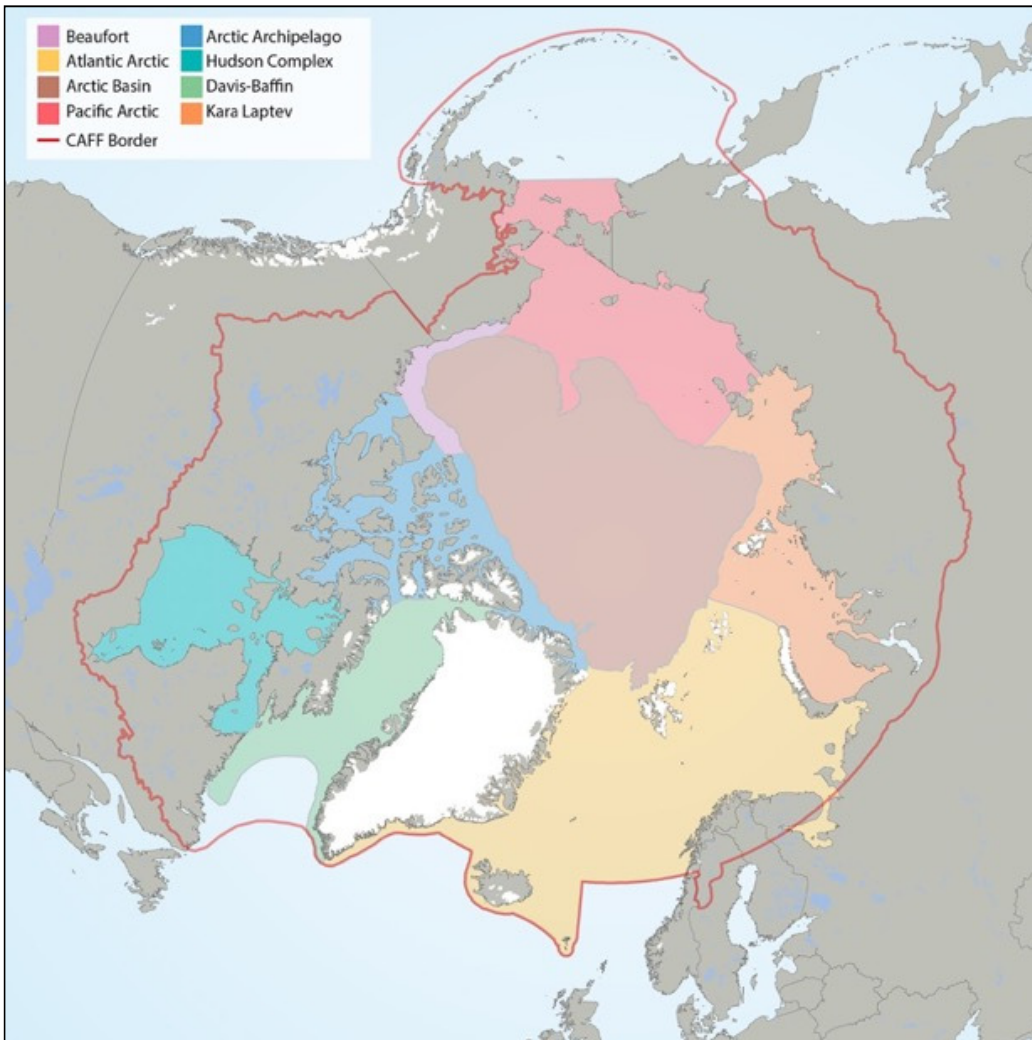 Beaufort
Atlantic Arctic
Arctic Basin
Pacific Arctic
CAFF Border
Arctic Archipelago
Hudson Complex
Davis-Baffin
Kara Laptev